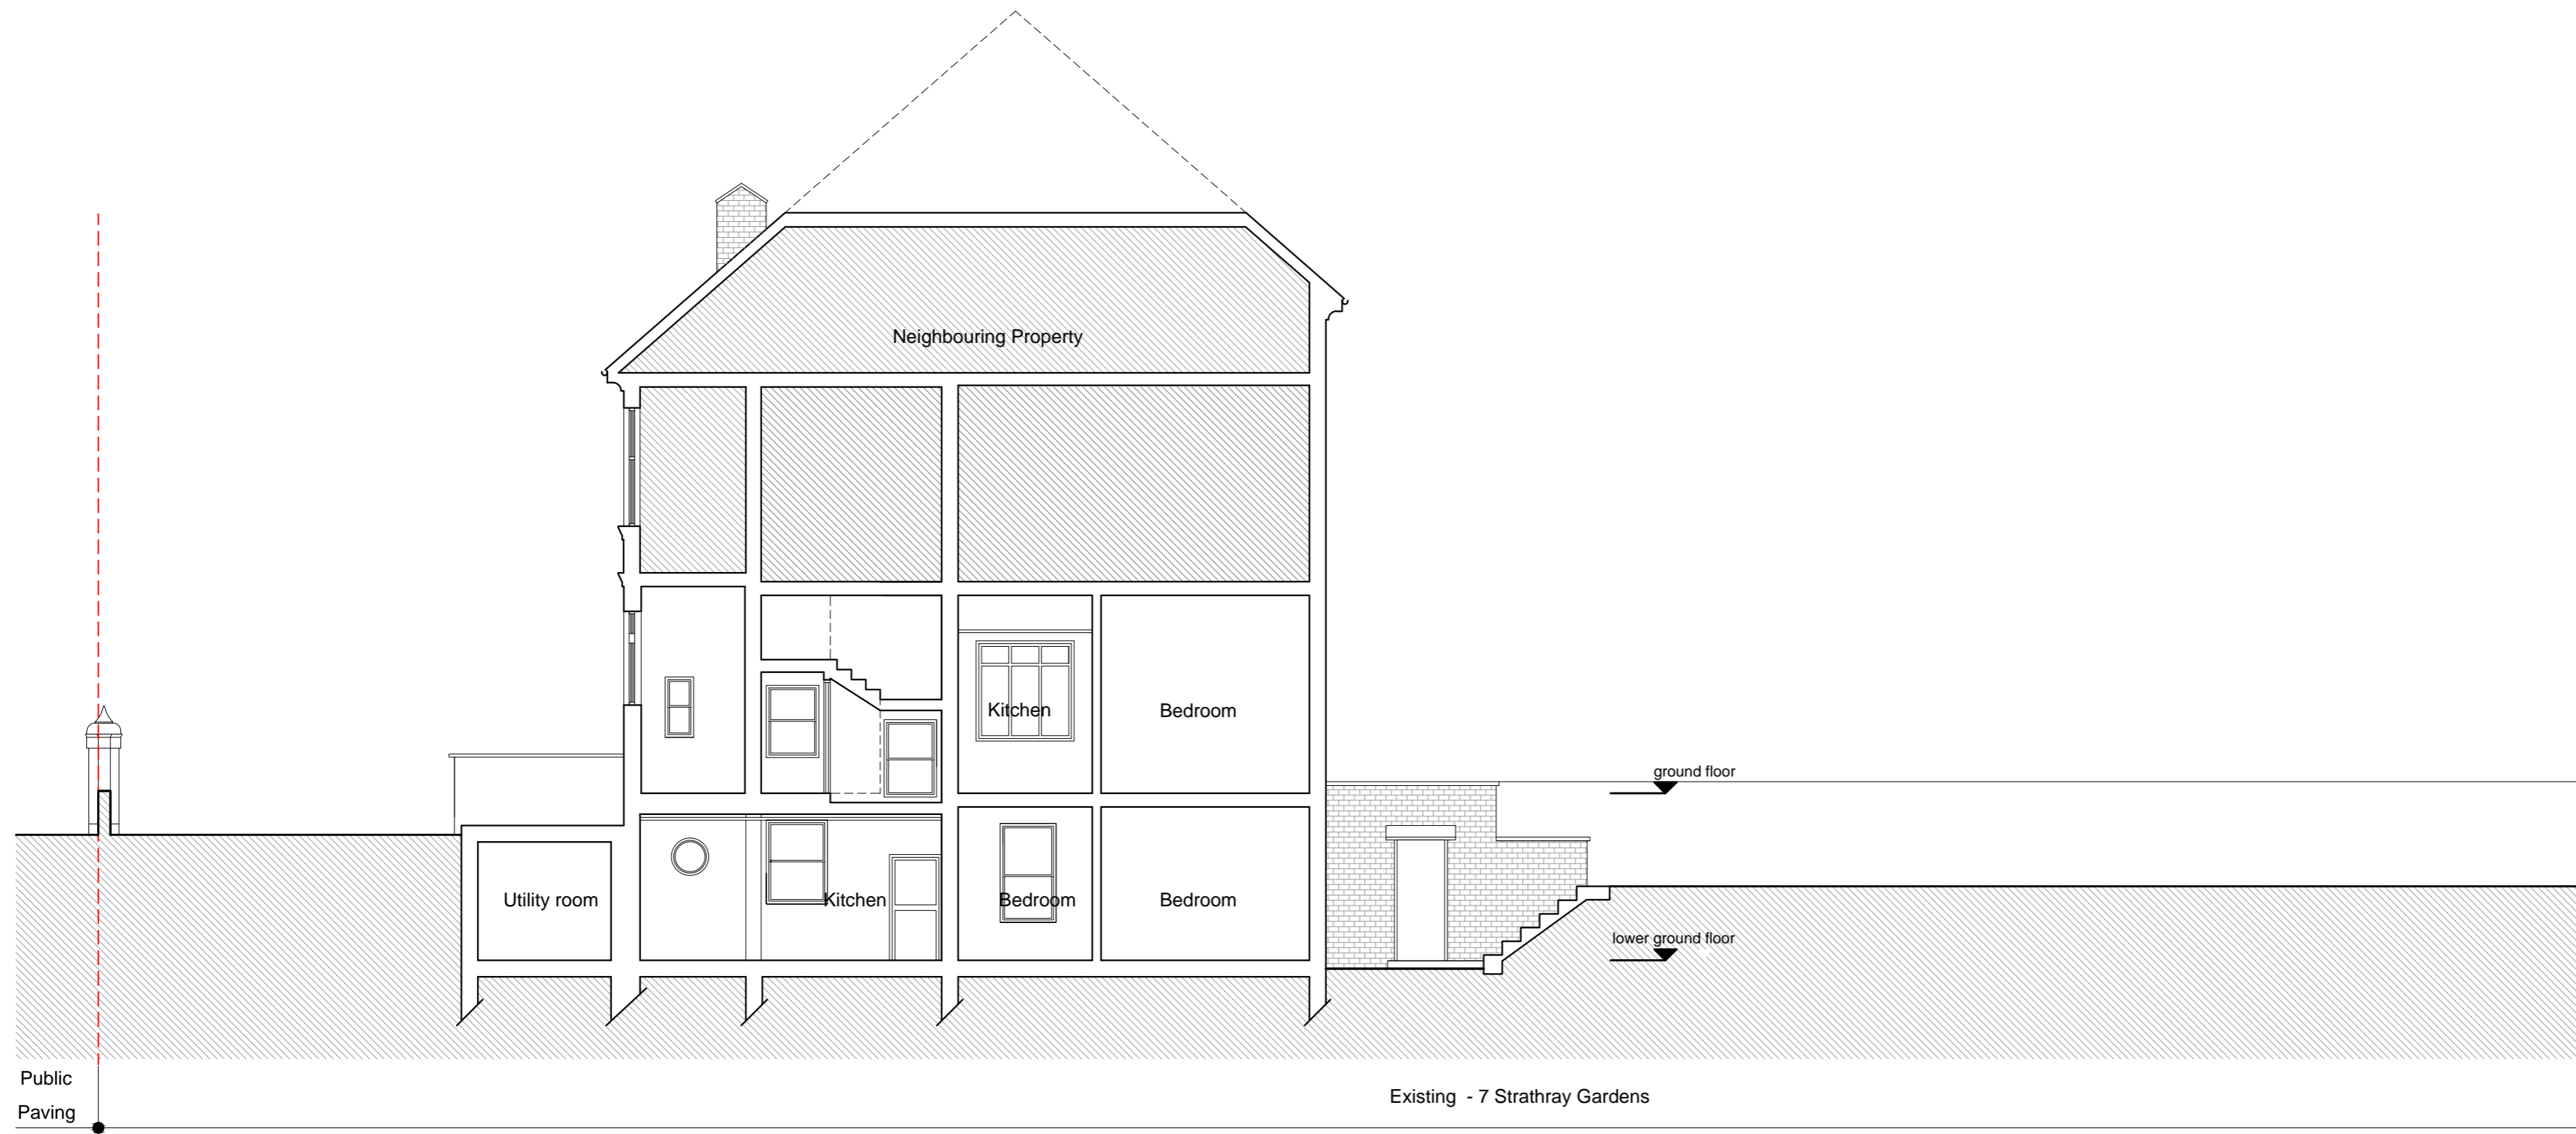 Neighbouring Property
Kitchen
Bedroom
ground floor
Utility room
Kitchen
Bedroom
Bedroom
lower ground floor
Public
Paving
Existing - 7 Strathray Gardens